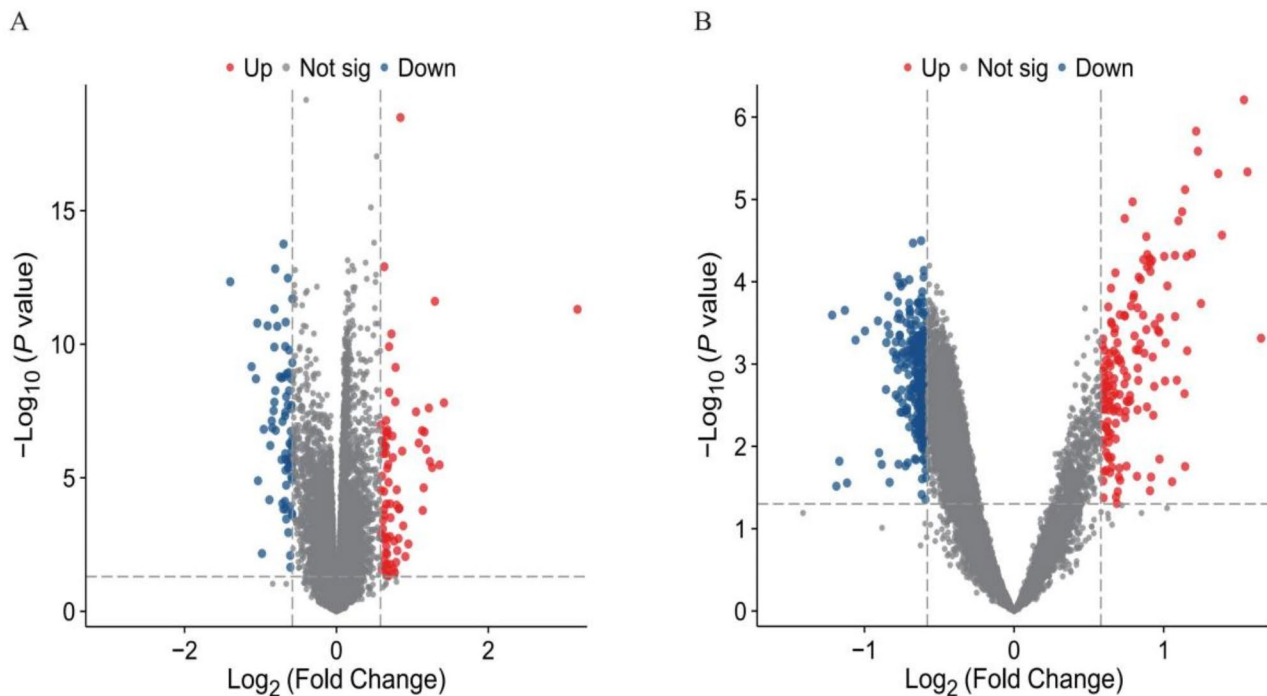 A
Up Not sig Down
15
10
5
0
−Log10 (P value)
−2 0 2
Log2 (Fold Change)
B
Up Not sig Down
6
5
4
3
2
1
0
−Log10 (P value)
−1 0 1
Log2 (Fold Change)